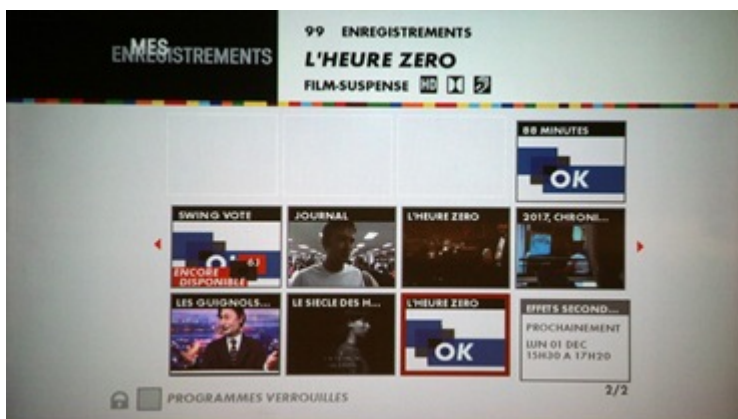 MES
ENREGISTREMENTS
99 ENREGISTREMENTS
L'HEURE ZERO
FILM-SUSPENSE HD
88 MINUTES
OK
SWING VOTE
ENCORE
DISPONIBLE
JOURNAL
L'HEURE ZERO
2017, CHRONI...
LES GUIGNOLS...
LE SIECLE DES H...
L'HEURE ZERO
OK
EFFETS SECOND...
PROCHAINEMENT
LUN 01 DEC
15H30 A 17H20
PROGRAMMES VERROUILLES
2/2